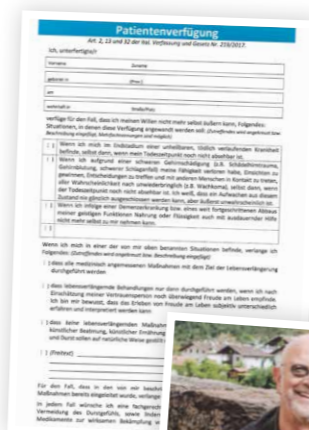 Patientenverfügung
Art. 2, 13 und 32 der ital. Verfassung und Gesetz Nr. 219/2017:
Ich, unterfertigte/r
Vorname Zuname
geboren in (Prov.)
am
wohnhaft in Straße/Platz
verfüge für den Fall, dass ich meinen Willen nicht mehr selbst äußern kann, Folgendes:
Situationen, in denen diese Verfügung angewandt werden soll: (Zutreffendes wird angekreuzt bzw.
Beschreibung eingefügt. Mehrfachnennungen sind möglich):
( ) Wenn ich mich im Endstadium einer unheilbaren, tödlich verlaufenden Krankheit
befinde, selbst dann, wenn mein Todeszeitpunkt noch nicht absehbar ist.
( ) Wenn ich aufgrund einer schweren Gehirnschädigung (z.B. Schädelhirntrauma,
Gehirnblutung, schwerer Schlaganfall) meine Fähigkeit verloren habe, Einsichten zu
gewinnen, Entscheidungen zu treffen und mit anderen Menschen in Kontakt zu treten,
aller Wahrscheinlichkeit nach unwiederbringlich (z.B. Wachkoma), selbst dann, wenn
der Todeszeitpunkt noch nicht absehbar ist. Ich weiß, dass ein Aufwachen aus diesem
Zustand nie gänzlich ausgeschlossen werden kann, aber äußerst unwahrscheinlich ist.
( ) Wenn ich infolge einer Demenzerkrankung bzw. eines weit fortgeschrittenen Abbaus
meiner geistigen Funktionen Nahrung oder Flüssigkeit auch mit ausdauernder Hilfe
nicht mehr selbst zu mir nehmen kann.
( )
Wenn ich mich in einer der von mir oben benannten Situationen befinde, verlange ich
Folgendes: (Zutreffendes wird angekreuzt bzw. Beschreibung eingefügt)
( ) dass alle medizinisch angemessenen Maßnahmen mit dem Ziel der Lebensverlängerung
durchgeführt werden
( ) dass lebensverlängernde Behandlungen nur dann durchgeführt werden, wenn ich nach
Einschätzung meiner Vertrauensperson noch überwiegend Freude am Leben empfinde.
Ich bin mir bewusst, dass das Erleben von Freude am Leben subjektiv unterschiedlich
erfahren und interpretiert werden kann
( ) dass keine lebensverlängernden Maßnahm
künstlicher Beatmung, künstlicher Ernährung
und Durst sollen auf natürliche Weise gestillt
( ) (Freitext)
Für den Fall, dass in den von mir beschri
Maßnahmen bereits eingeleitet wurde, verlange
In jedem Fall wünsche ich eine fachgerech
Vermeidung des Durstgefühls, sowie linder
Medikamente zur wirksamen Bekämpfung v